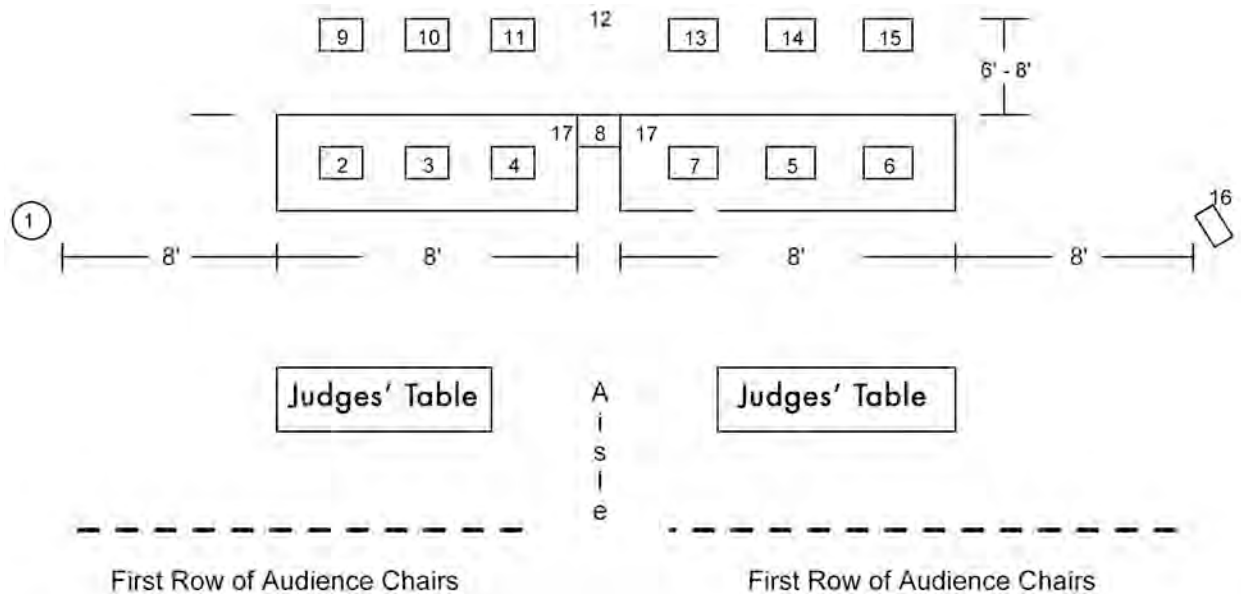 9 10 11 12 13 14 15
6' - 8'
17 8 17
2 3 4 7 5 6
1 16
8' 8' 8' 8'
Judges' Table Judges' Table
A
i
s
l
e
First Row of Audience Chairs First Row of Audience Chairs